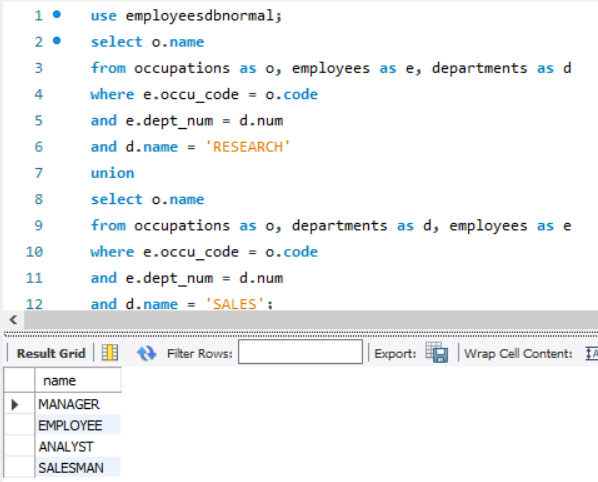 1 use employeesdbnormal;
2 select o.name
3 from occupations as o, employees as e, departments as d
4 where e.occu_code = o.code
5 and e.dept_num = d.num
6 and d.name = 'RESEARCH'
7 union
8 select o.name
9 from occupations as o, departments as d, employees as e
10 where e.occu_code = o.code
11 and e.dept_num = d.num
12 and d.name = 'SALES';
Result Grid Filter Rows: Export: Wrap Cell Content:
name
MANAGER
EMPLOYEE
ANALYST
SALESMAN